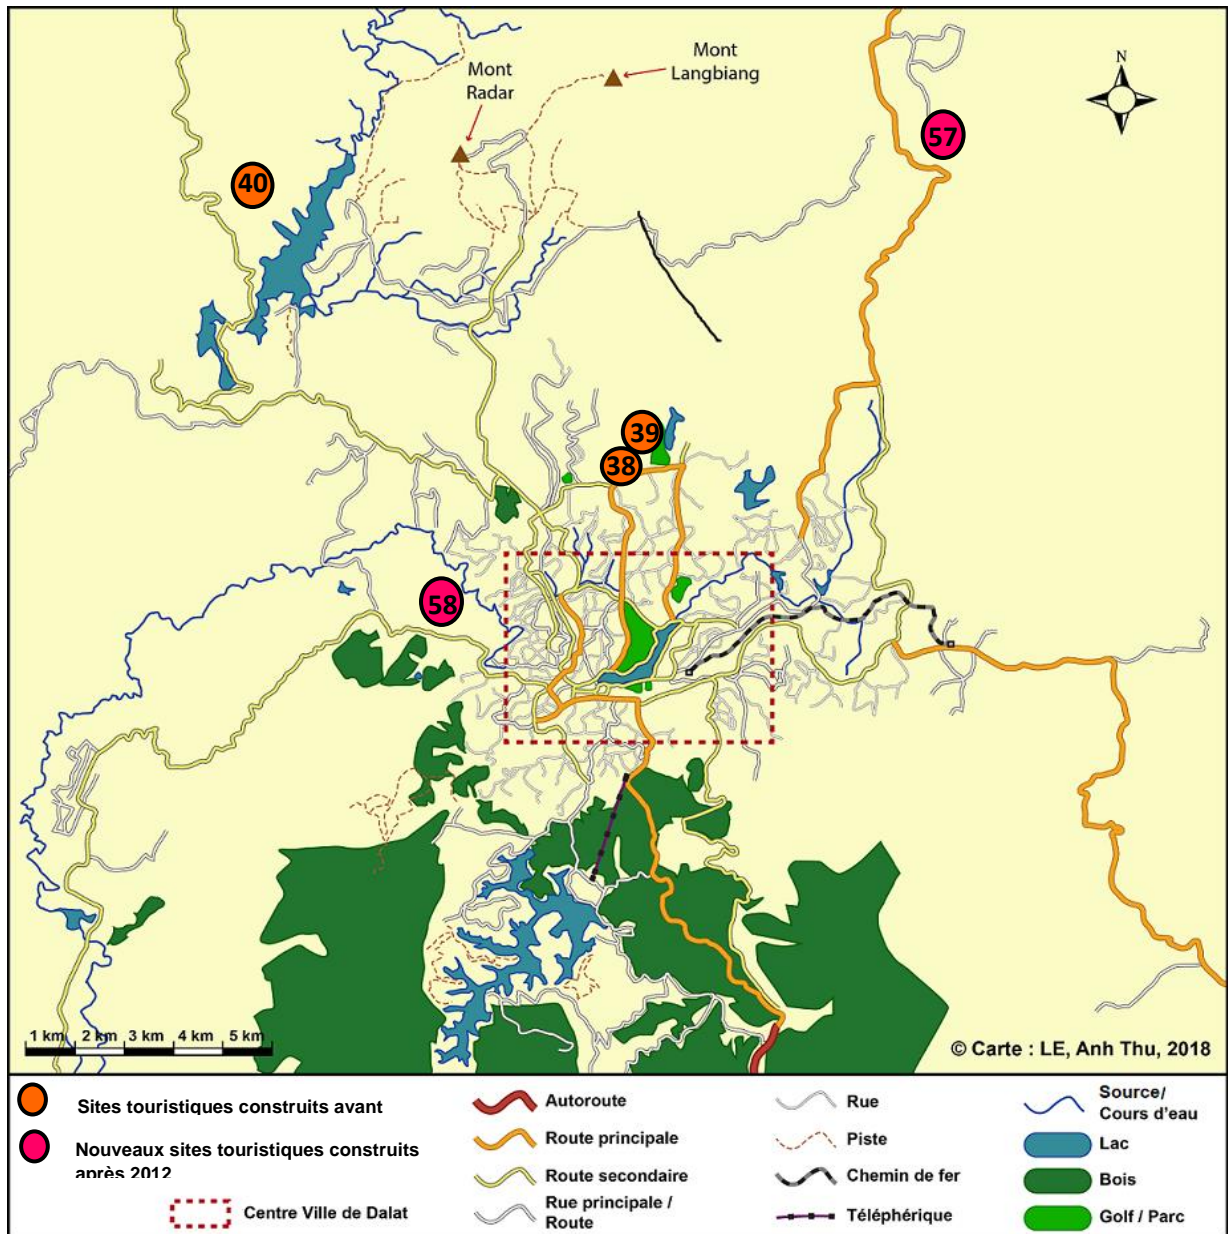 Mont
Langbiang
Mont
Radar
N
57
40
39
38
58
1 km 2 km 3 km 4 km 5 km
© Carte : LE, Anh Thu, 2018
Sites touristiques construits avant
Nouveaux sites touristiques construits
après 2012
Centre Ville de Dalat
Autoroute
Route principale
Route secondaire
Rue principale /
Route
Rue
Piste
Chemin de fer
Téléphérique
Source/
Cours d'eau
Lac
Bois
Golf / Parc